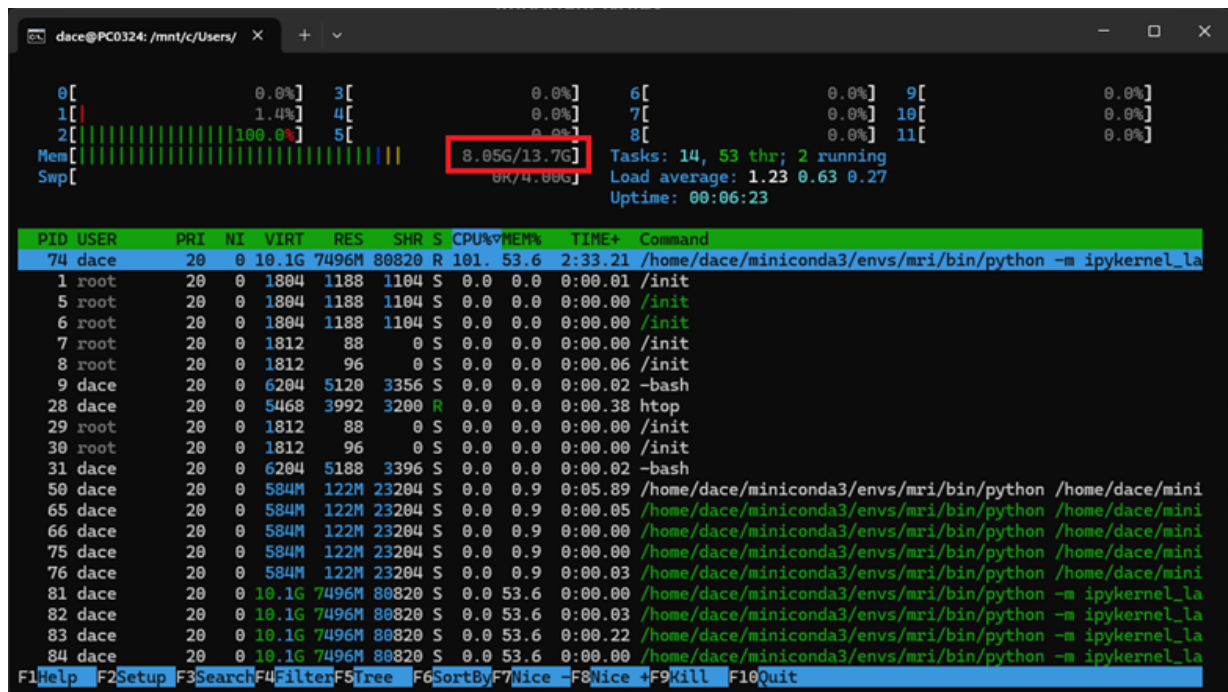 dace@PC0324: /mnt/c/Users/
0[ 0.0%] 3[ 0.0%] 6[ 0.0%] 9[ 0.0%]
1[| 1.4%] 4[ 0.0%] 7[ 0.0%] 10[ 0.0%]
2[||||||||||||||||||100.0%] 5[ 0.0%] 8[ 0.0%] 11[ 0.0%]
Mem[||||||||||||||||||||||||||||||||| 8.05G/13.7G] Tasks: 14, 53 thr; 2 running
Swp[ 0K/4.00G] Load average: 1.23 0.63 0.27
Uptime: 00:06:23
PID USER PRI NI VIRT RES SHR S CPU%▽MEM% TIME+ Command
74 dace 20 0 10.1G 7496M 80820 R 101. 53.6 2:33.21 /home/dace/miniconda3/envs/mri/bin/python -m ipykernel_la
1 root 20 0 1804 1188 1104 S 0.0 0.0 0:00.01 /init
5 root 20 0 1804 1188 1104 S 0.0 0.0 0:00.00 /init
6 root 20 0 1804 1188 1104 S 0.0 0.0 0:00.00 /init
7 root 20 0 1812 88 0 S 0.0 0.0 0:00.00 /init
8 root 20 0 1812 96 0 S 0.0 0.0 0:00.06 /init
9 dace 20 0 6204 5120 3356 S 0.0 0.0 0:00.02 -bash
28 dace 20 0 5468 3992 3200 R 0.0 0.0 0:00.38 htop
29 root 20 0 1812 88 0 S 0.0 0.0 0:00.00 /init
30 root 20 0 1812 96 0 S 0.0 0.0 0:00.00 /init
31 dace 20 0 6204 5188 3396 S 0.0 0.0 0:00.02 -bash
50 dace 20 0 584M 122M 23204 S 0.0 0.9 0:05.89 /home/dace/miniconda3/envs/mri/bin/python /home/dace/mini
65 dace 20 0 584M 122M 23204 S 0.0 0.9 0:00.05 /home/dace/miniconda3/envs/mri/bin/python /home/dace/mini
66 dace 20 0 584M 122M 23204 S 0.0 0.9 0:00.00 /home/dace/miniconda3/envs/mri/bin/python /home/dace/mini
75 dace 20 0 584M 122M 23204 S 0.0 0.9 0:00.00 /home/dace/miniconda3/envs/mri/bin/python /home/dace/mini
76 dace 20 0 584M 122M 23204 S 0.0 0.9 0:00.03 /home/dace/miniconda3/envs/mri/bin/python /home/dace/mini
81 dace 20 0 10.1G 7496M 80820 S 0.0 53.6 0:00.00 /home/dace/miniconda3/envs/mri/bin/python -m ipykernel_la
82 dace 20 0 10.1G 7496M 80820 S 0.0 53.6 0:00.03 /home/dace/miniconda3/envs/mri/bin/python -m ipykernel_la
83 dace 20 0 10.1G 7496M 80820 S 0.0 53.6 0:00.22 /home/dace/miniconda3/envs/mri/bin/python -m ipykernel_la
84 dace 20 0 10.1G 7496M 80820 S 0.0 53.6 0:00.00 /home/dace/miniconda3/envs/mri/bin/python -m ipykernel_la
F1Help F2Setup F3SearchF4FilterF5Tree F6SortByF7Nice -F8Nice +F9Kill F10Quit